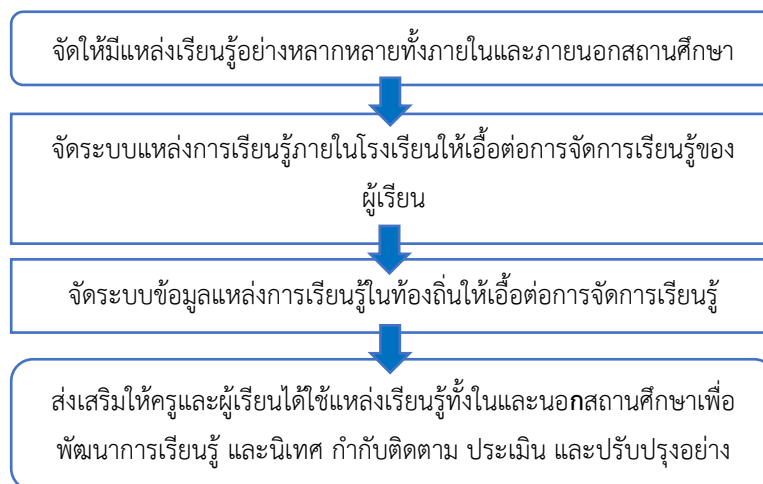 จัดให้มีแหล่งเรียนรู้อย่างหลากหลายทั้งภายในและภายนอกสถานศึกษา
จัดระบบแหล่งการเรียนรู้ภายในโรงเรียนให้เอื้อต่อการจัดการเรียนรู้ของ
ผู้เรียน
จัดระบบข้อมูลแหล่งการเรียนรู้ในท้องถิ่นให้เอื้อต่อการจัดการเรียนรู้
ส่งเสริมให้ครูและผู้เรียนได้ใช้แหล่งเรียนรู้ทั้งในและนอกสถานศึกษาเพื่อ
พัฒนาการเรียนรู้ และนิเทศ กำกับติดตาม ประเมิน และปรับปรุงอย่าง